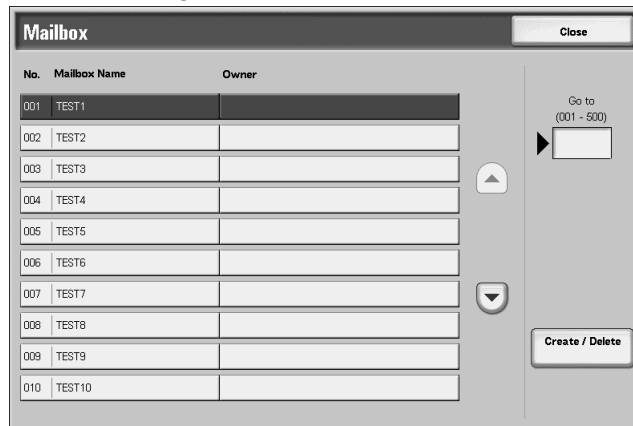 Mailbox
Close
No. Mailbox Name Owner
001 TEST1
002 TEST2
003 TEST3
004 TEST4
005 TEST5
006 TEST6
007 TEST7
008 TEST8
009 TEST9
010 TEST10
Go to
(001 - 500)
Create / Delete